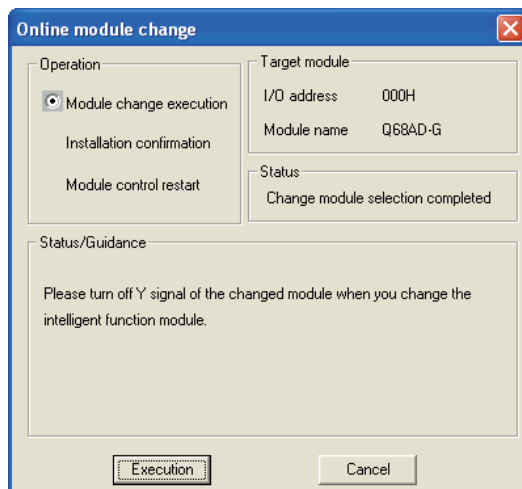 Online module change
Operation
Module change execution
Installation confirmation
Module control restart
Target module
I/O address 000H
Module name Q68AD-G
Status
Change module selection completed
Status/Guidance
Please turn off Y signal of the changed module when you change the
intelligent function module.
Execution
Cancel